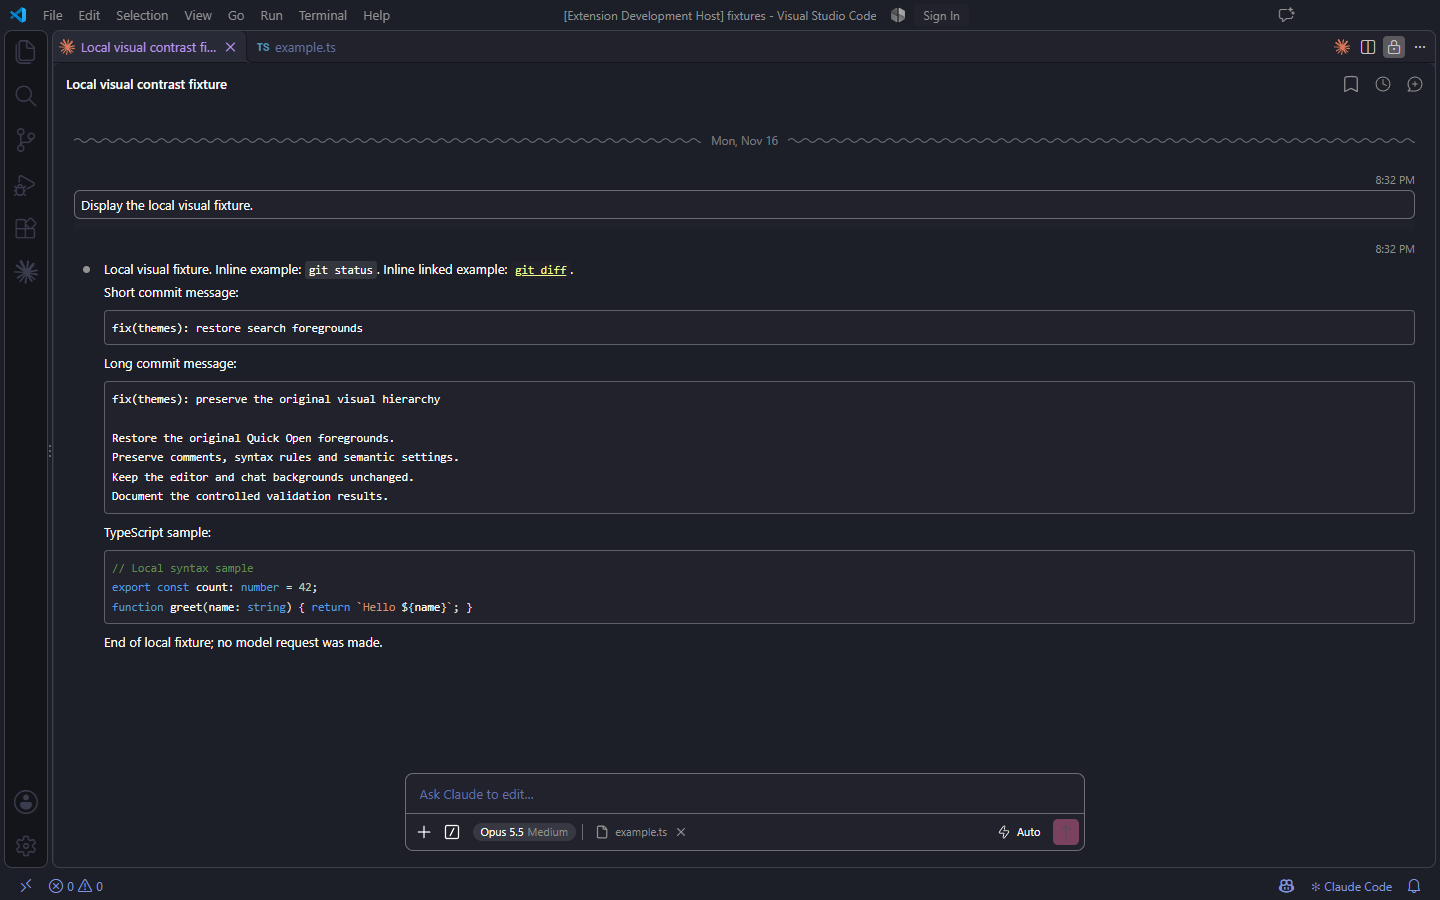 File Edit Selection View Go Run Terminal Help
[Extension Development Host] fixtures - Visual Studio Code
Sign In
Local visual contrast fi...
TS example.ts
Local visual contrast fixture
Mon, Nov 16
8:32 PM
Display the local visual fixture.
8:32 PM
Local visual fixture. Inline example: git status. Inline linked example: git diff.
Short commit message:
fix(themes): restore search foregrounds
Long commit message:
fix(themes): preserve the original visual hierarchy
Restore the original Quick Open foregrounds.
Preserve comments, syntax rules and semantic settings.
Keep the editor and chat backgrounds unchanged.
Document the controlled validation results.
TypeScript sample:
// Local syntax sample
export const count: number = 42;
function greet(name: string) { return `Hello ${name}`; }
End of local fixture; no model request was made.
Ask Claude to edit...
Opus 5.5 Medium
example.ts
Auto
0 0
Claude Code